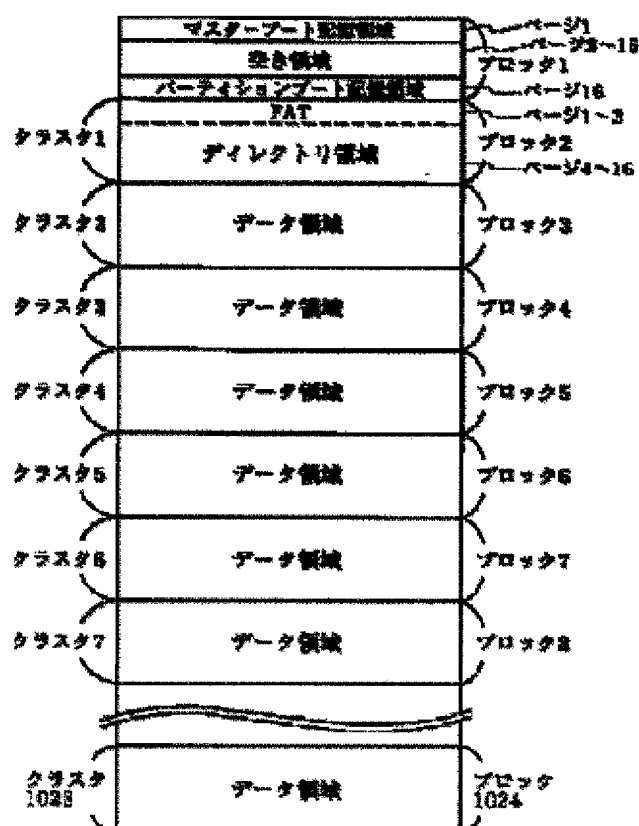 マスターブート記録領域
ページ1
空き領域
ページ2~15
ブロック1
パーティションブート記録領域
ページ16
FAT
ページ1~3
クラスタ1
ブロック2
ディレクトリ領域
ページ4~16
クラスタ2
データ領域
ブロック3
クラスタ3
データ領域
ブロック4
クラスタ4
データ領域
ブロック5
クラスタ5
データ領域
ブロック6
クラスタ6
データ領域
ブロック7
クラスタ7
データ領域
ブロック8
クラスタ
1023
データ領域
ブロック
1024